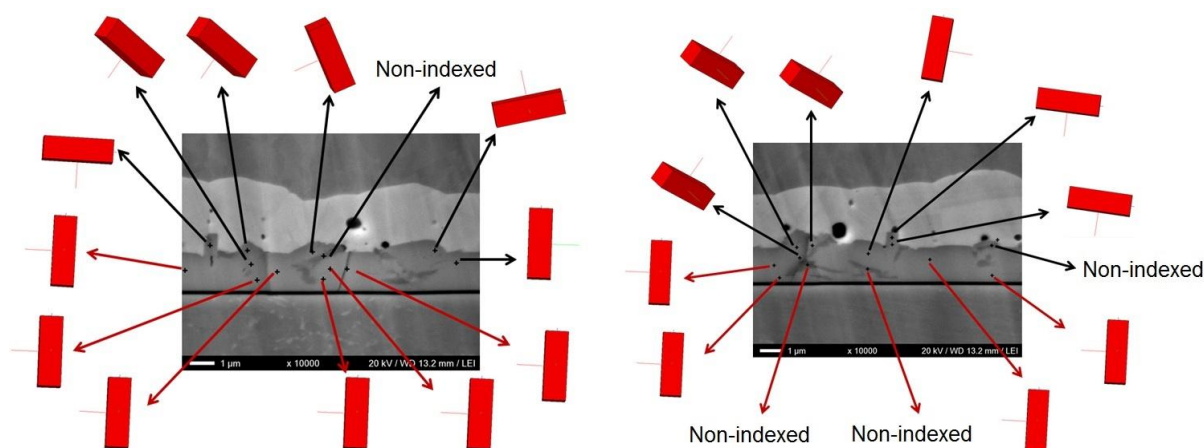 Non-indexed
1 µm x 10000 20 kV / WD 13.2 mm / LEI
Non-indexed
1 µm x 10000 20 kV / WD 13.2 mm / LEI
Non-indexed
Non-indexed